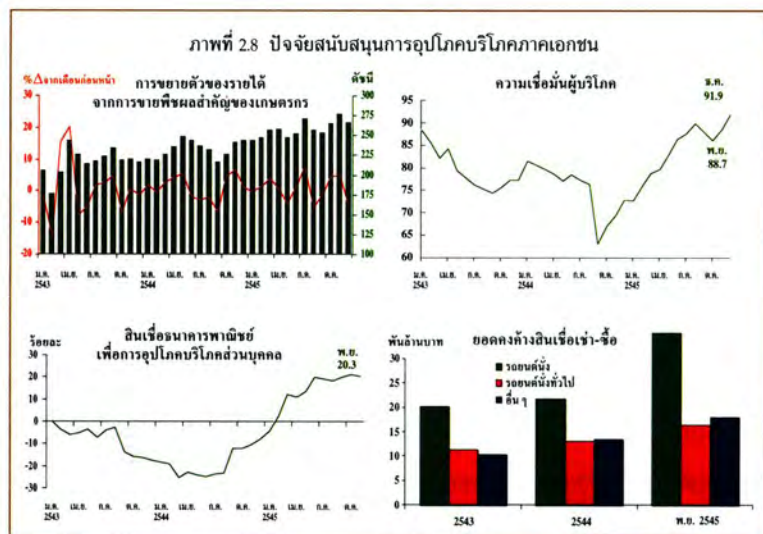 ภาพที่ 2.8 ปัจจัยสนับสนุนการอุปโภคบริโภคภาคเอกชน
%Δจากเดือนก่อนหน้า
การขยายตัวของรายได้
จากการขายพืชผลสำคัญของเกษตรกร
ดัชนี
30
20
10
0
-10
-20
300
275
250
225
200
175
150
125
100
ม.ค. เม.ย. ก.ค. ต.ค. ม.ค. เม.ย. ก.ค. ต.ค. ม.ค. เม.ย. ก.ค. ต.ค.
2543 2544 2545
ความเชื่อมั่นผู้บริโภค
ธ.ค.
91.9
พ.ย.
88.7
95
90
85
80
75
70
65
60
ม.ค. เม.ย. ก.ค. ต.ค. ม.ค. เม.ย. ก.ค. ต.ค. ม.ค. เม.ย. ก.ค. ต.ค.
2543 2544 2545
ร้อยละ
สินเชื่อธนาคารพาณิชย์
เพื่อการอุปโภคบริโภคส่วนบุคคล
พ.ย.
20.3
30
20
10
0
-10
-20
-30
ม.ค. เม.ย. ก.ค. ต.ค. ม.ค. เม.ย. ก.ค. ต.ค. ม.ค. เม.ย. ก.ค. ต.ค.
2543 2544 2545
พันล้านบาท
ยอดคงค้างสินเชื่อเช่า-ซื้อ
รถยนต์นั่ง
รถยนต์นั่งทั่วไป
อื่น ๆ
30
25
20
15
10
5
0
2543 2544 พ.ย. 2545